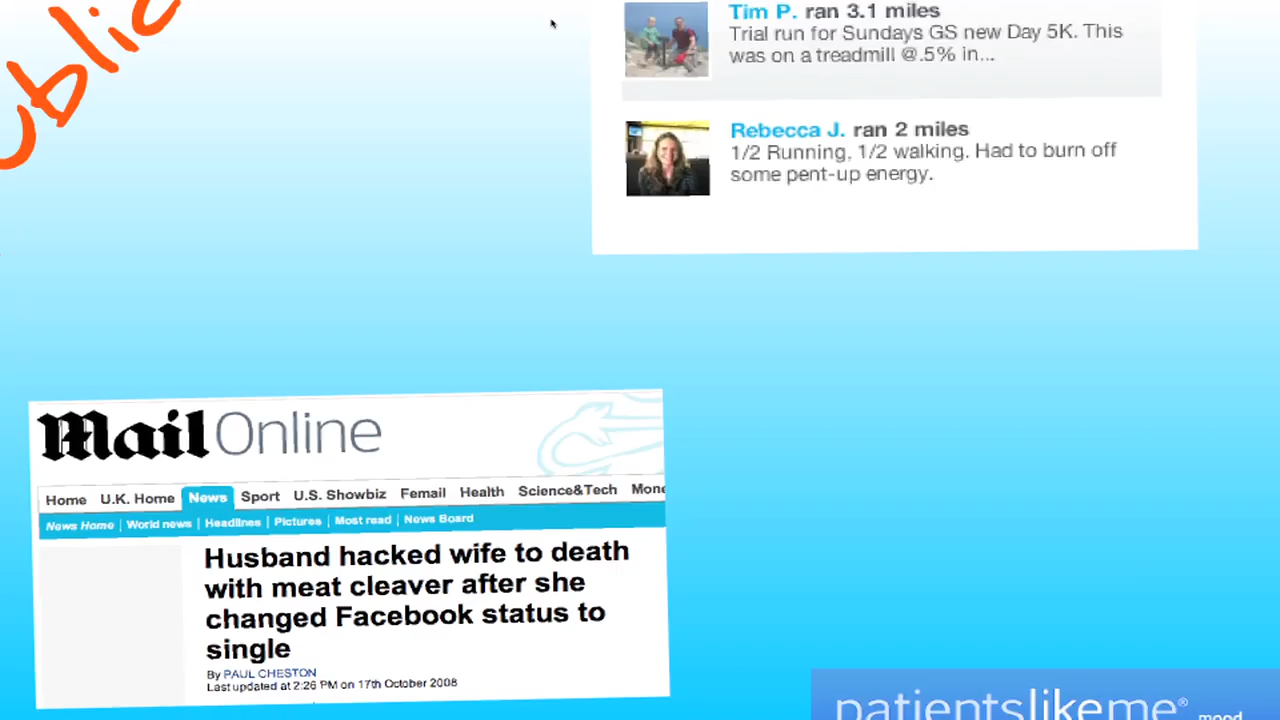 Tim P. ran 3.1 miles
Trial run for Sundays GS new Day 5K. This
was on a treadmill @.5% in...
Rebecca J. ran 2 miles
1/2 Running, 1/2 walking. Had to burn off
some pent-up energy.
Mail Online
Home U.K. Home News Sport U.S. Showbiz Femail Health Science&Tech
News Home | World news | Headlines | Pictures | Most read | News Board
Husband hacked wife to death
with meat cleaver after she
changed Facebook status to
single
By PAUL CHESTON
Last updated at 2:26 PM on 17th October 2008
patientslikeme® mood